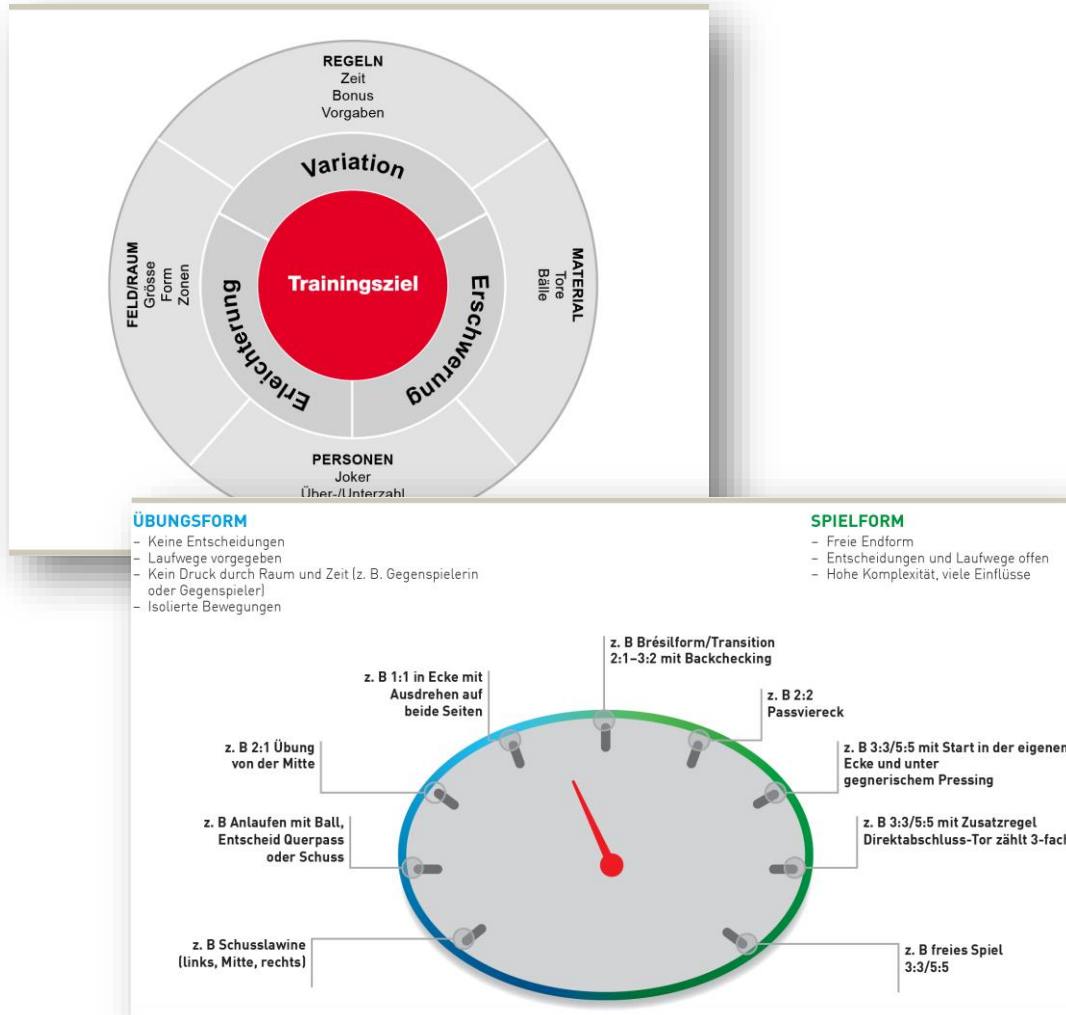 REGELN
Zeit
Bonus
Vorgaben
Variation
FELD/RAUM
Grösse
Form
Zonen
Erleichterung
Trainingsziel
Erschwerung
MATERIAL
Tore
Bälle
PERSONEN
Joker
Über-/Unterzahl
ÜBUNGSFORM
– Keine Entscheidungen
– Laufwege vorgegeben
– Kein Druck durch Raum und Zeit (z. B. Gegenspielerin
oder Gegenspieler)
– Isolierte Bewegungen
SPIELFORM
– Freie Endform
– Entscheidungen und Laufwege offen
– Hohe Komplexität, viele Einflüsse
z. B Brésilform/Transition
2:1–3:2 mit Backchecking
z. B 1:1 in Ecke mit
Ausdrehen auf
beide Seiten
z. B 2:2
Passviereck
z. B 2:1 Übung
von der Mitte
z. B 3:3/5:5 mit Start in der eigenen
Ecke und unter
gegnerischem Pressing
z. B Anlaufen mit Ball,
Entscheid Querpass
oder Schuss
z. B 3:3/5:5 mit Zusatzregel
Direktabschluss-Tor zählt 3-fach
z. B Schusslawine
(links, Mitte, rechts)
z. B freies Spiel
3:3/5:5